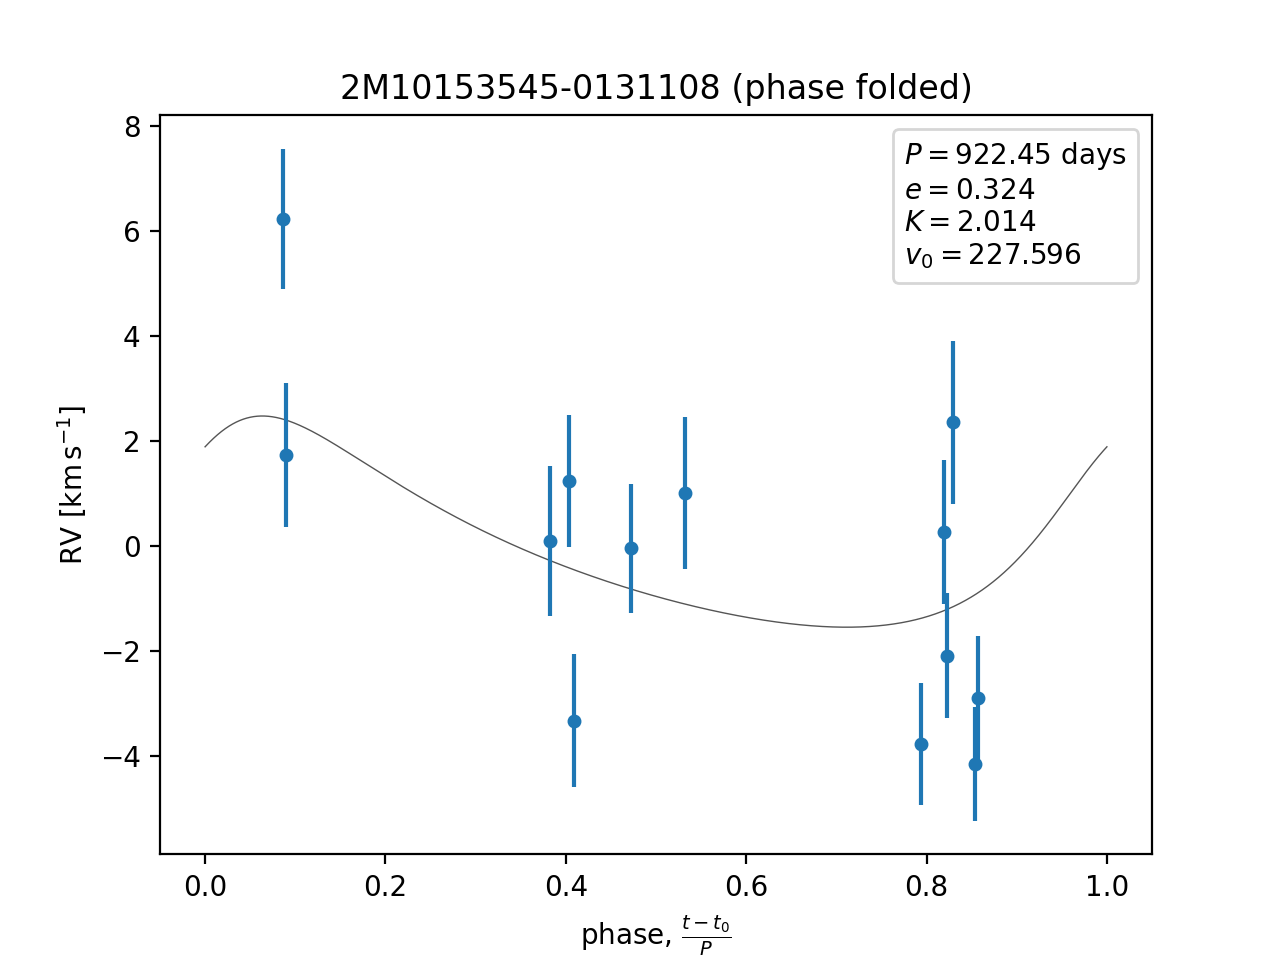 2M10153545-0131108 (phase folded)
P = 922.45 days
e = 0.324
K = 2.014
v₀ = 227.596
8
6
4
2
0
−2
−4
RV [km s⁻¹]
0.0 0.2 0.4 0.6 0.8 1.0
phase, (t − t₀)/P